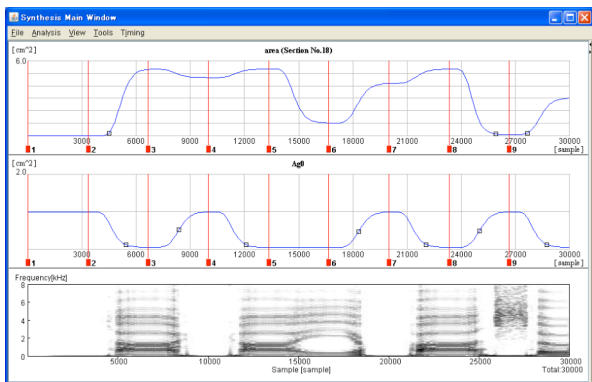 Synthesis Main Window
File Analysis View Tools Timing
[cm^2] area (Section No.18)
6.0
3000 6000 9000 12000 15000 18000 21000 24000 27000 30000
1 2 3 4 5 6 7 8 9 [sample]
[cm^2] Ag0
2.0
3000 6000 9000 12000 15000 18000 21000 24000 27000 30000
1 2 3 4 5 6 7 8 9 [sample]
Frequency[kHz]
8
6
4
2
0
5000 10000 15000 20000 25000 30000
Sample [sample] Total:30000